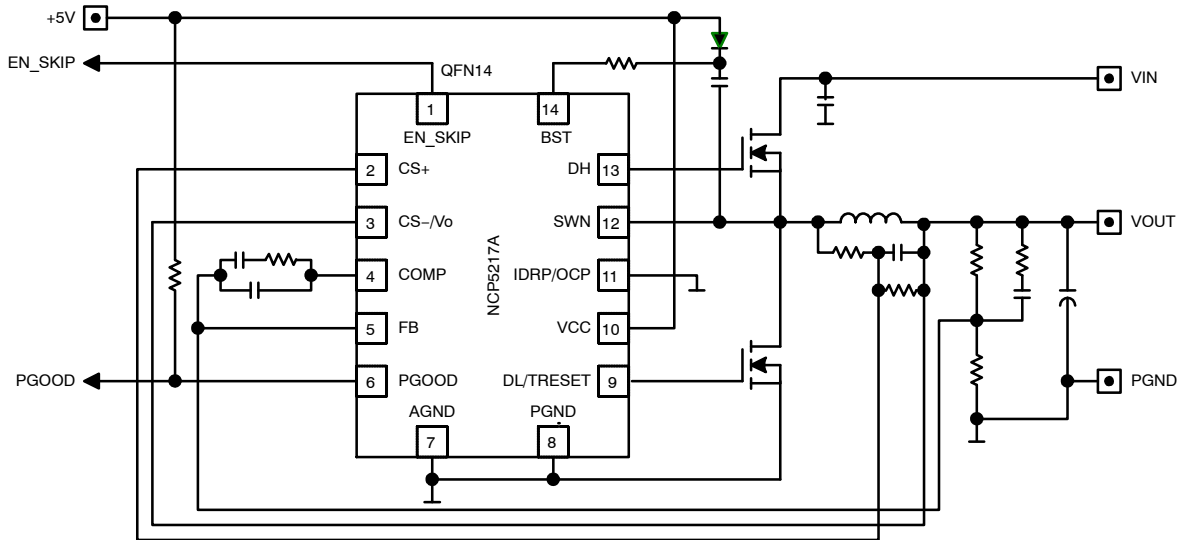 +5V
EN_SKIP
QFN14
VIN
1
14
EN_SKIP
BST
2
CS+
DH
13
3
CS−/Vo
SWN
12
VOUT
4
COMP
IDRP/OCP
11
NCP5217A
5
FB
VCC
10
PGOOD
6
PGOOD
DL/TRESET
9
PGND
AGND
PGND
7
8